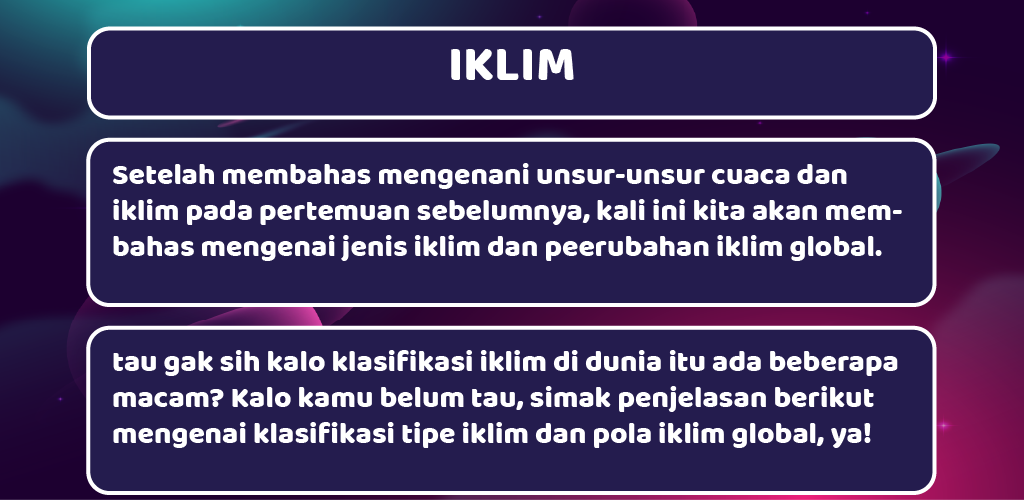 IKLIM
Setelah membahas mengenani unsur-unsur cuaca dan
iklim pada pertemuan sebelumnya, kali ini kita akan mem-
bahas mengenai jenis iklim dan peerubahan iklim global.
tau gak sih kalo klasifikasi iklim di dunia itu ada beberapa
macam? Kalo kamu belum tau, simak penjelasan berikut
mengenai klasifikasi tipe iklim dan pola iklim global, ya!